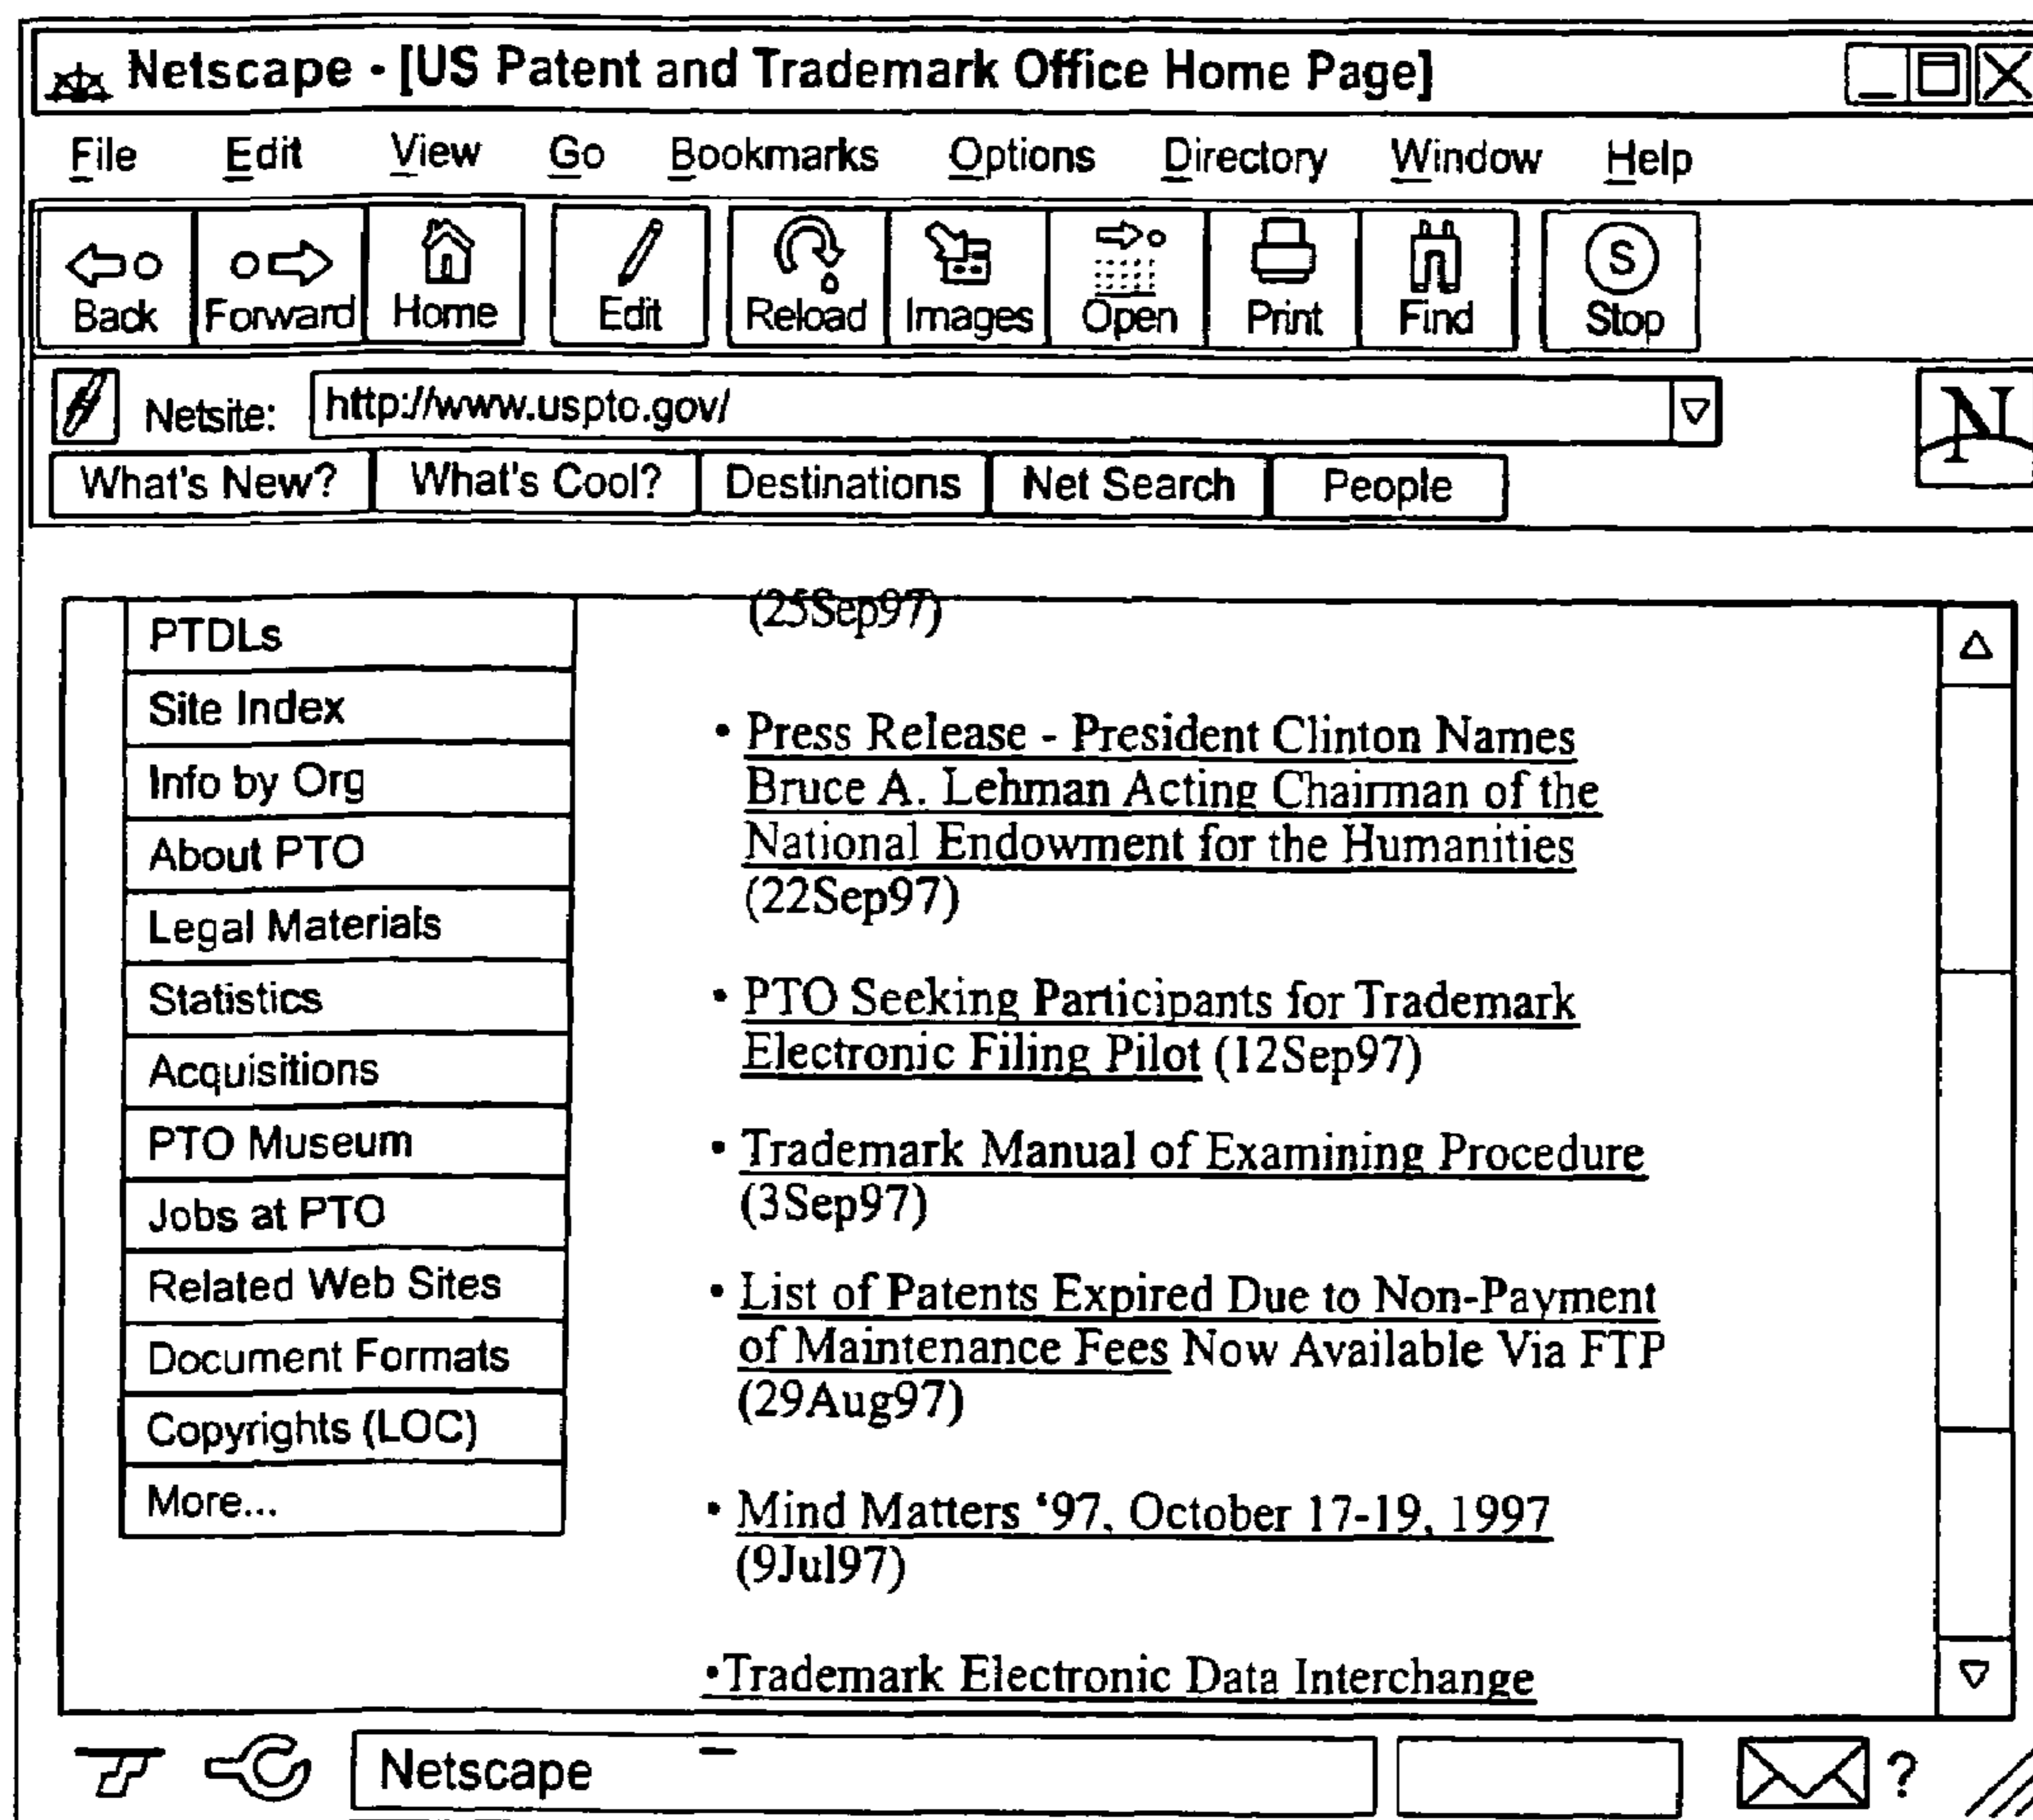 Netscape - [US Patent and Trademark Office Home Page]
File Edit View Go Bookmarks Options Directory Window Help
Back Forward Home Edit Reload Images Open Print Find S Stop
Netsite: http://www.uspto.gov/
N
What's New? What's Cool? Destinations Net Search People
PTDLs
Site Index
Info by Org
About PTO
Legal Materials
Statistics
Acquisitions
PTO Museum
Jobs at PTO
Related Web Sites
Document Formats
Copyrights (LOC)
More...
(25Sep97)
• Press Release - President Clinton Names
Bruce A. Lehman Acting Chairman of the
National Endowment for the Humanities
(22Sep97)
• PTO Seeking Participants for Trademark
Electronic Filing Pilot (12Sep97)
• Trademark Manual of Examining Procedure
(3Sep97)
• List of Patents Expired Due to Non-Payment
of Maintenance Fees Now Available Via FTP
(29Aug97)
• Mind Matters '97, October 17-19, 1997
(9Jul97)
•Trademark Electronic Data Interchange
Netscape
?